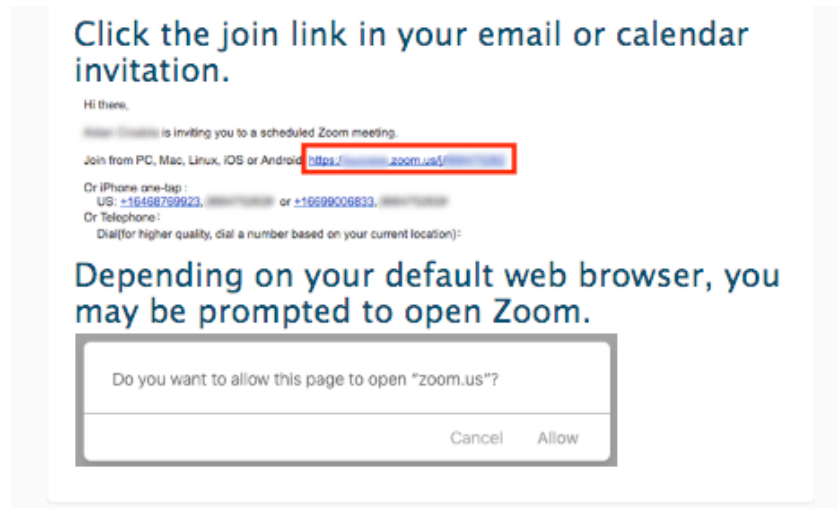 Click the join link in your email or calendar
invitation.
Hi there,
is inviting you to a scheduled Zoom meeting.
Join from PC, Mac, Linux, iOS or Android: https:/ .zoom.us/j/
Or iPhone one-tap :
US: +16468769923, or +16699006833,
Or Telephone:
Dial(for higher quality, dial a number based on your current location):
Depending on your default web browser, you
may be prompted to open Zoom.
Do you want to allow this page to open “zoom.us”?
Cancel Allow